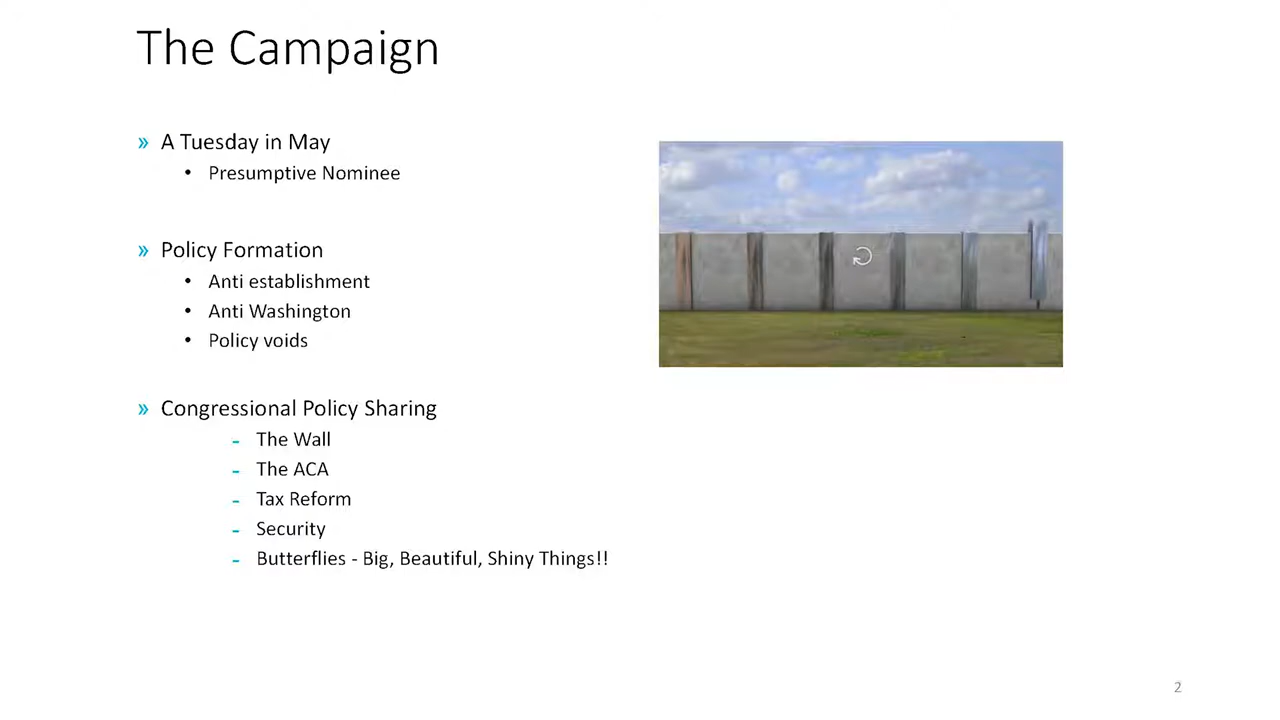 The Campaign
» A Tuesday in May
• Presumptive Nominee
» Policy Formation
• Anti establishment
• Anti Washington
• Policy voids
» Congressional Policy Sharing
- The Wall
- The ACA
- Tax Reform
- Security
- Butterflies - Big, Beautiful, Shiny Things!!
2